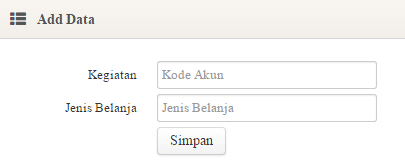 Add Data
Kegiatan Kode Akun
Jenis Belanja Jenis Belanja
Simpan